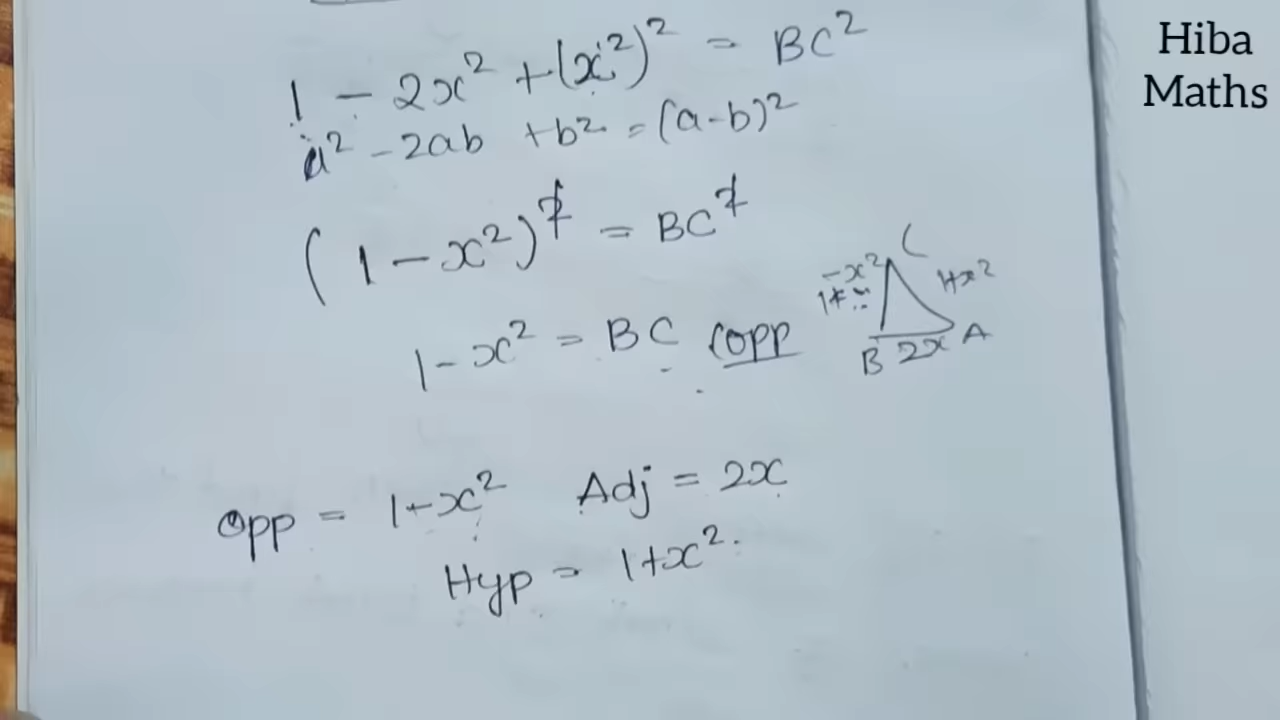 1 - 2x² + (x²)² = BC²
a² - 2ab + b² = (a-b)²
(1 - x²)² = BC²
1 - x² = BC (opp
C
-x²
1+x²
B 2x A
Opp = 1-x² Adj = 2x
Hyp = 1+x².
Hiba
Maths